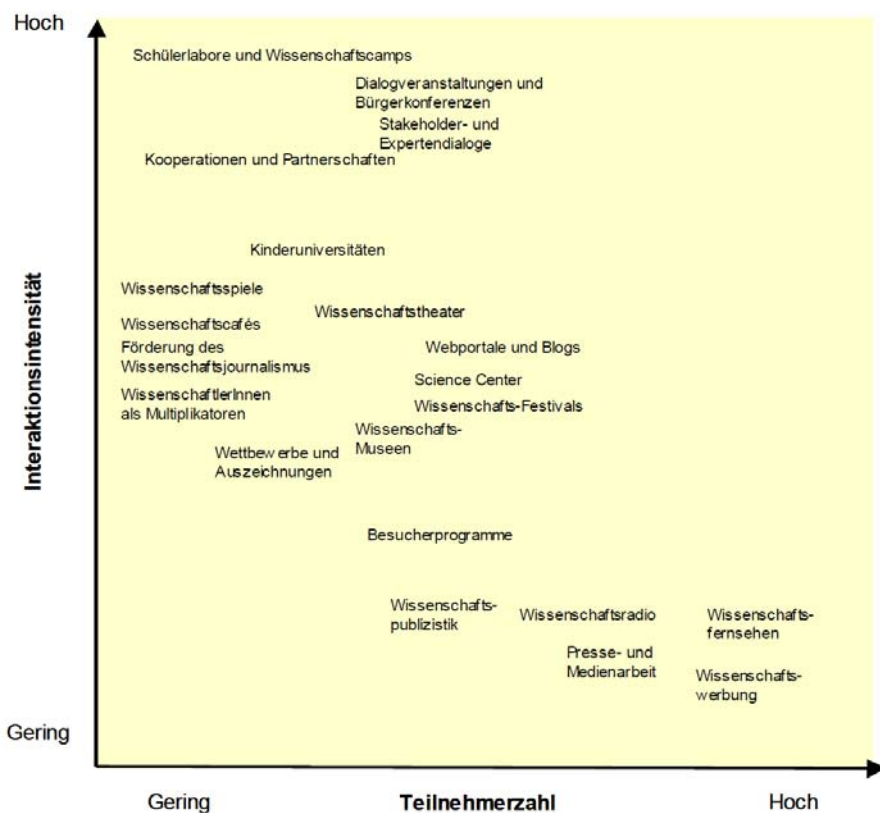 Hoch
Schülerlabore und Wissenschaftscamps
Dialogveranstaltungen und
Bürgerkonferenzen
Stakeholder- und
Expertendialoge
Kooperationen und Partnerschaften
Kinderuniversitäten
Wissenschaftsspiele
Wissenschaftstheater
Wissenschaftscafés
Förderung des
Wissenschaftsjournalismus
Webportale und Blogs
Science Center
WissenschaftlerInnen
als Multiplikatoren
Wissenschafts-Festivals
Wissenschafts-
Museen
Wettbewerbe und
Auszeichnungen
Besucherprogramme
Wissenschafts-
publizistik
Wissenschaftsradio
Wissenschafts-
fernsehen
Presse- und
Medienarbeit
Wissenschafts-
werbung
Interaktionsintensität
Gering
Gering
Teilnehmerzahl
Hoch